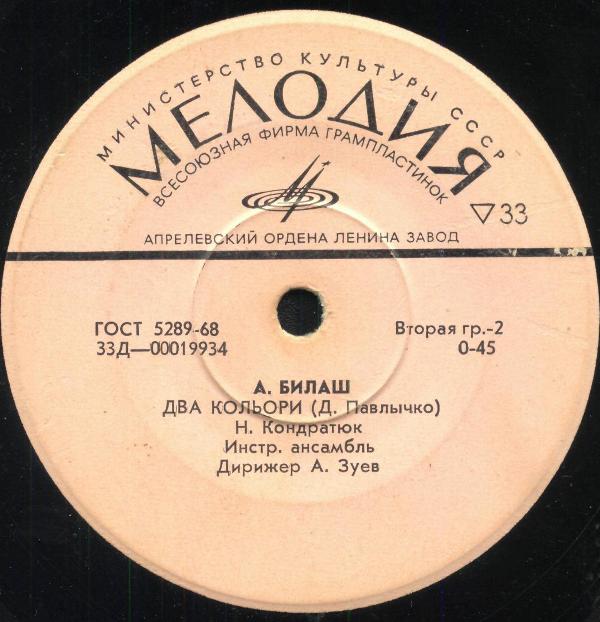 МИНИСТЕРСТВО КУЛЬТУРЫ СССР
МЕЛОДИЯ
ВСЕСОЮЗНАЯ ФИРМА ГРАМПЛАСТИНОК
▽33
АПРЕЛЕВСКИЙ ОРДЕНА ЛЕНИНА ЗАВОД
ГОСТ 5289-68
Вторая гр.-2
33Д—00019934
0-45
А. БИЛАШ
ДВА КОЛЬОРИ (Д. Павлычко)
Н. Кондратюк
Инстр. ансамбль
Дирижер А. Зуев